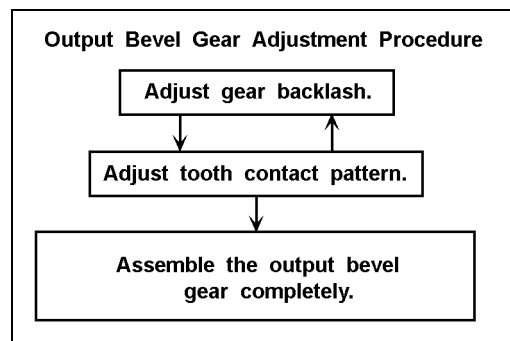 Output Bevel Gear Adjustment Procedure
Adjust gear backlash.
Adjust tooth contact pattern.
Assemble the output bevel
gear completely.